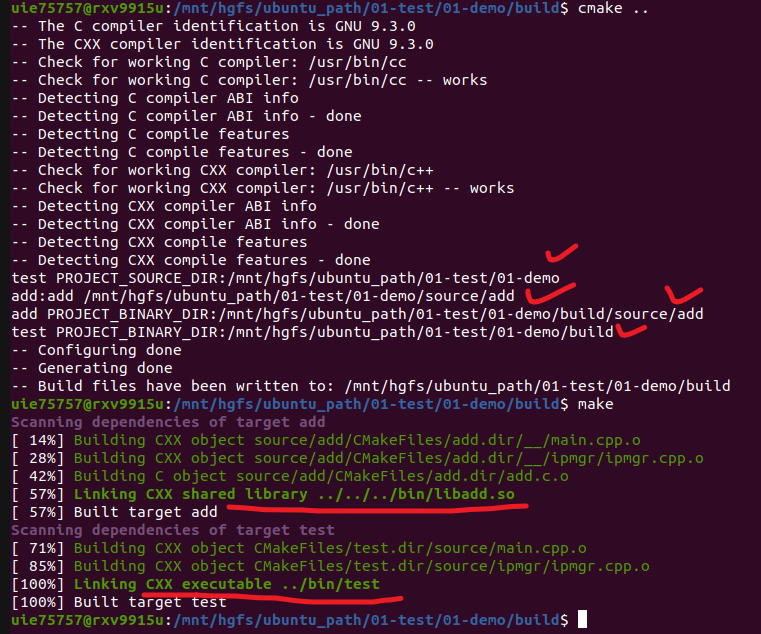 uie75757@rxv9915u:/mnt/hgfs/ubuntu_path/01-test/01-demo/build$ cmake ..
-- The C compiler identification is GNU 9.3.0
-- The CXX compiler identification is GNU 9.3.0
-- Check for working C compiler: /usr/bin/cc
-- Check for working C compiler: /usr/bin/cc -- works
-- Detecting C compiler ABI info
-- Detecting C compiler ABI info - done
-- Detecting C compile features
-- Detecting C compile features - done
-- Check for working CXX compiler: /usr/bin/c++
-- Check for working CXX compiler: /usr/bin/c++ -- works
-- Detecting CXX compiler ABI info
-- Detecting CXX compiler ABI info - done
-- Detecting CXX compile features
-- Detecting CXX compile features - done
test PROJECT_SOURCE_DIR:/mnt/hgfs/ubuntu_path/01-test/01-demo
add:add /mnt/hgfs/ubuntu_path/01-test/01-demo/source/add
add PROJECT_BINARY_DIR:/mnt/hgfs/ubuntu_path/01-test/01-demo/build/source/add
test PROJECT_BINARY_DIR:/mnt/hgfs/ubuntu_path/01-test/01-demo/build
-- Configuring done
-- Generating done
-- Build files have been written to: /mnt/hgfs/ubuntu_path/01-test/01-demo/build
uie75757@rxv9915u:/mnt/hgfs/ubuntu_path/01-test/01-demo/build$ make
Scanning dependencies of target add
[ 14%] Building CXX object source/add/CMakeFiles/add.dir/__/main.cpp.o
[ 28%] Building CXX object source/add/CMakeFiles/add.dir/__/ipmgr/ipmgr.cpp.o
[ 42%] Building C object source/add/CMakeFiles/add.dir/add.c.o
[ 57%] Linking CXX shared library ../../../bin/libadd.so
[ 57%] Built target add
Scanning dependencies of target test
[ 71%] Building CXX object CMakeFiles/test.dir/source/main.cpp.o
[ 85%] Building CXX object CMakeFiles/test.dir/source/ipmgr/ipmgr.cpp.o
[100%] Linking CXX executable ../bin/test
[100%] Built target test
uie75757@rxv9915u:/mnt/hgfs/ubuntu_path/01-test/01-demo/build$